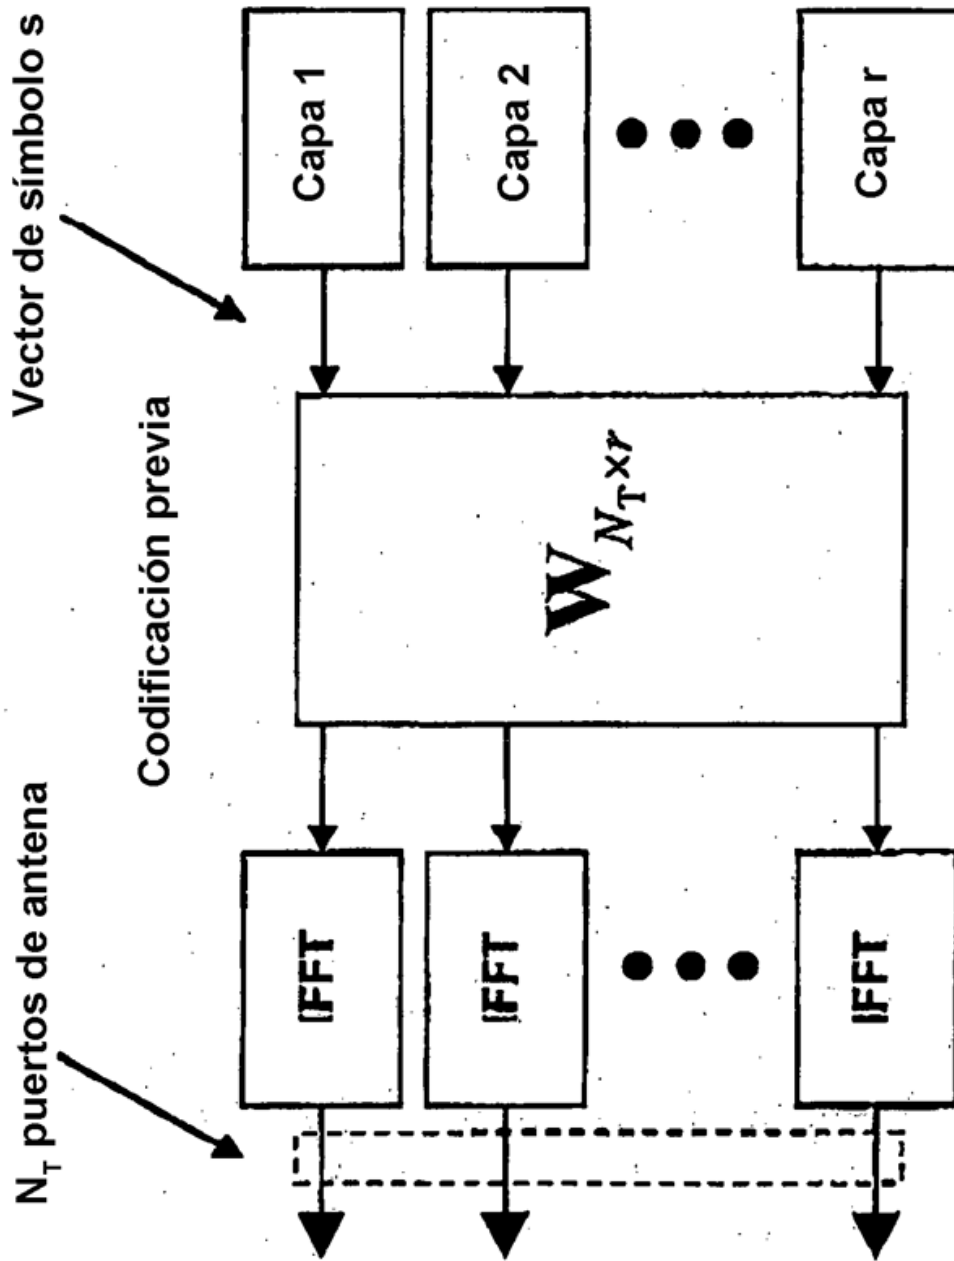 Vector de símbolo s
Capa 1
Capa 2
Capa r
Codificación previa
W_{N_T×r}
N_T puertos de antena
IFFT
IFFT
IFFT